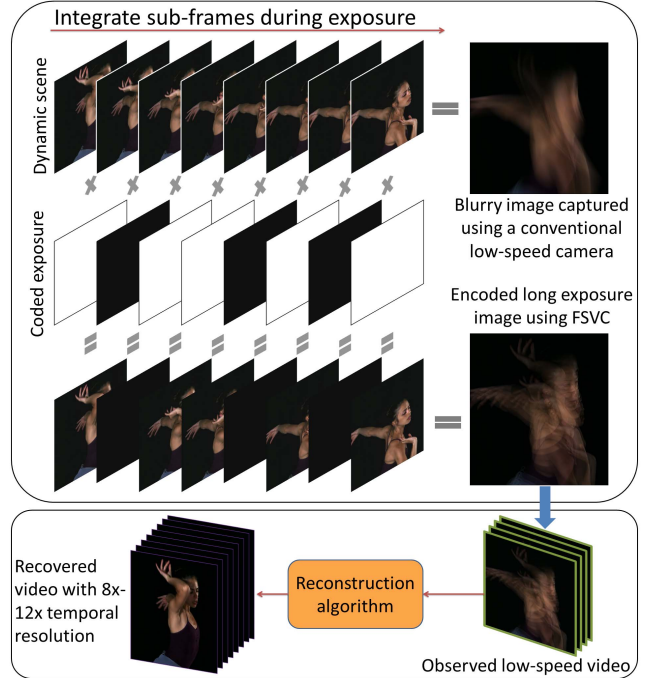 Integrate sub-frames during exposure
Dynamic scene
Blurry image captured
using a conventional
low-speed camera
Coded exposure
Encoded long exposure
image using FSVC
Recovered
video with 8x-
12x temporal
resolution
Reconstruction
algorithm
Observed low-speed video